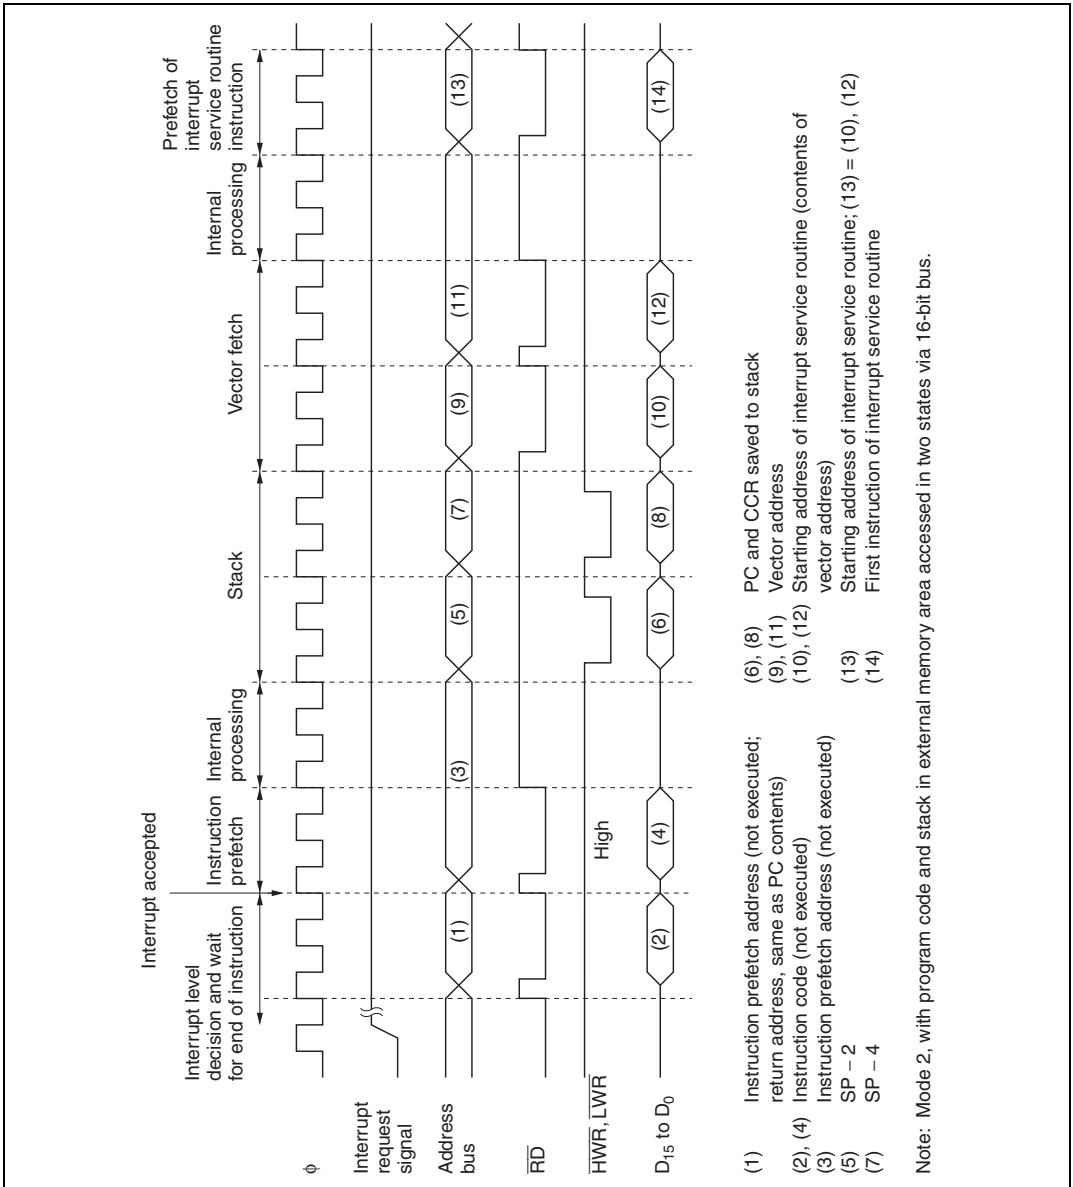 Interrupt accepted
Interrupt level
decision and wait
for end of instruction
Instruction
prefetch
Internal
processing
Stack
Vector fetch
Internal
processing
Prefetch of
interrupt
service routine
instruction
φ
Interrupt
request
signal
Address
bus
(1)
(3)
(5)
(7)
(9)
(11)
(13)
RD
HWR, LWR
High
D15 to D0
(2)
(4)
(6)
(8)
(10)
(12)
(14)
(1) Instruction prefetch address (not executed;
return address, same as PC contents)
(2), (4) Instruction code (not executed)
(3) Instruction prefetch address (not executed)
(5) SP – 2
(7) SP – 4
(6), (8) PC and CCR saved to stack
(9), (11) Vector address
(10), (12) Starting address of interrupt service routine (contents of
vector address)
(13) Starting address of interrupt service routine; (13) = (10), (12)
(14) First instruction of interrupt service routine
Note: Mode 2, with program code and stack in external memory area accessed in two states via 16-bit bus.